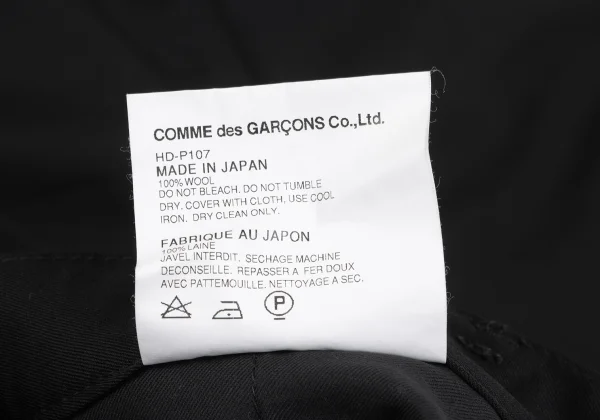 COMME des GARÇONS Co.,Ltd.
HD-P107
MADE IN JAPAN
100% WOOL
DO NOT BLEACH. DO NOT TUMBLE
DRY. COVER WITH CLOTH, USE COOL
IRON. DRY CLEAN ONLY.
FABRIQUE AU JAPON
100% LAINE
JAVEL INTERDIT. SECHAGE MACHINE
DECONSEILLE. REPASSER A FER DOUX
AVEC PATTEMOUILLE. NETTOYAGE A SEC.
P